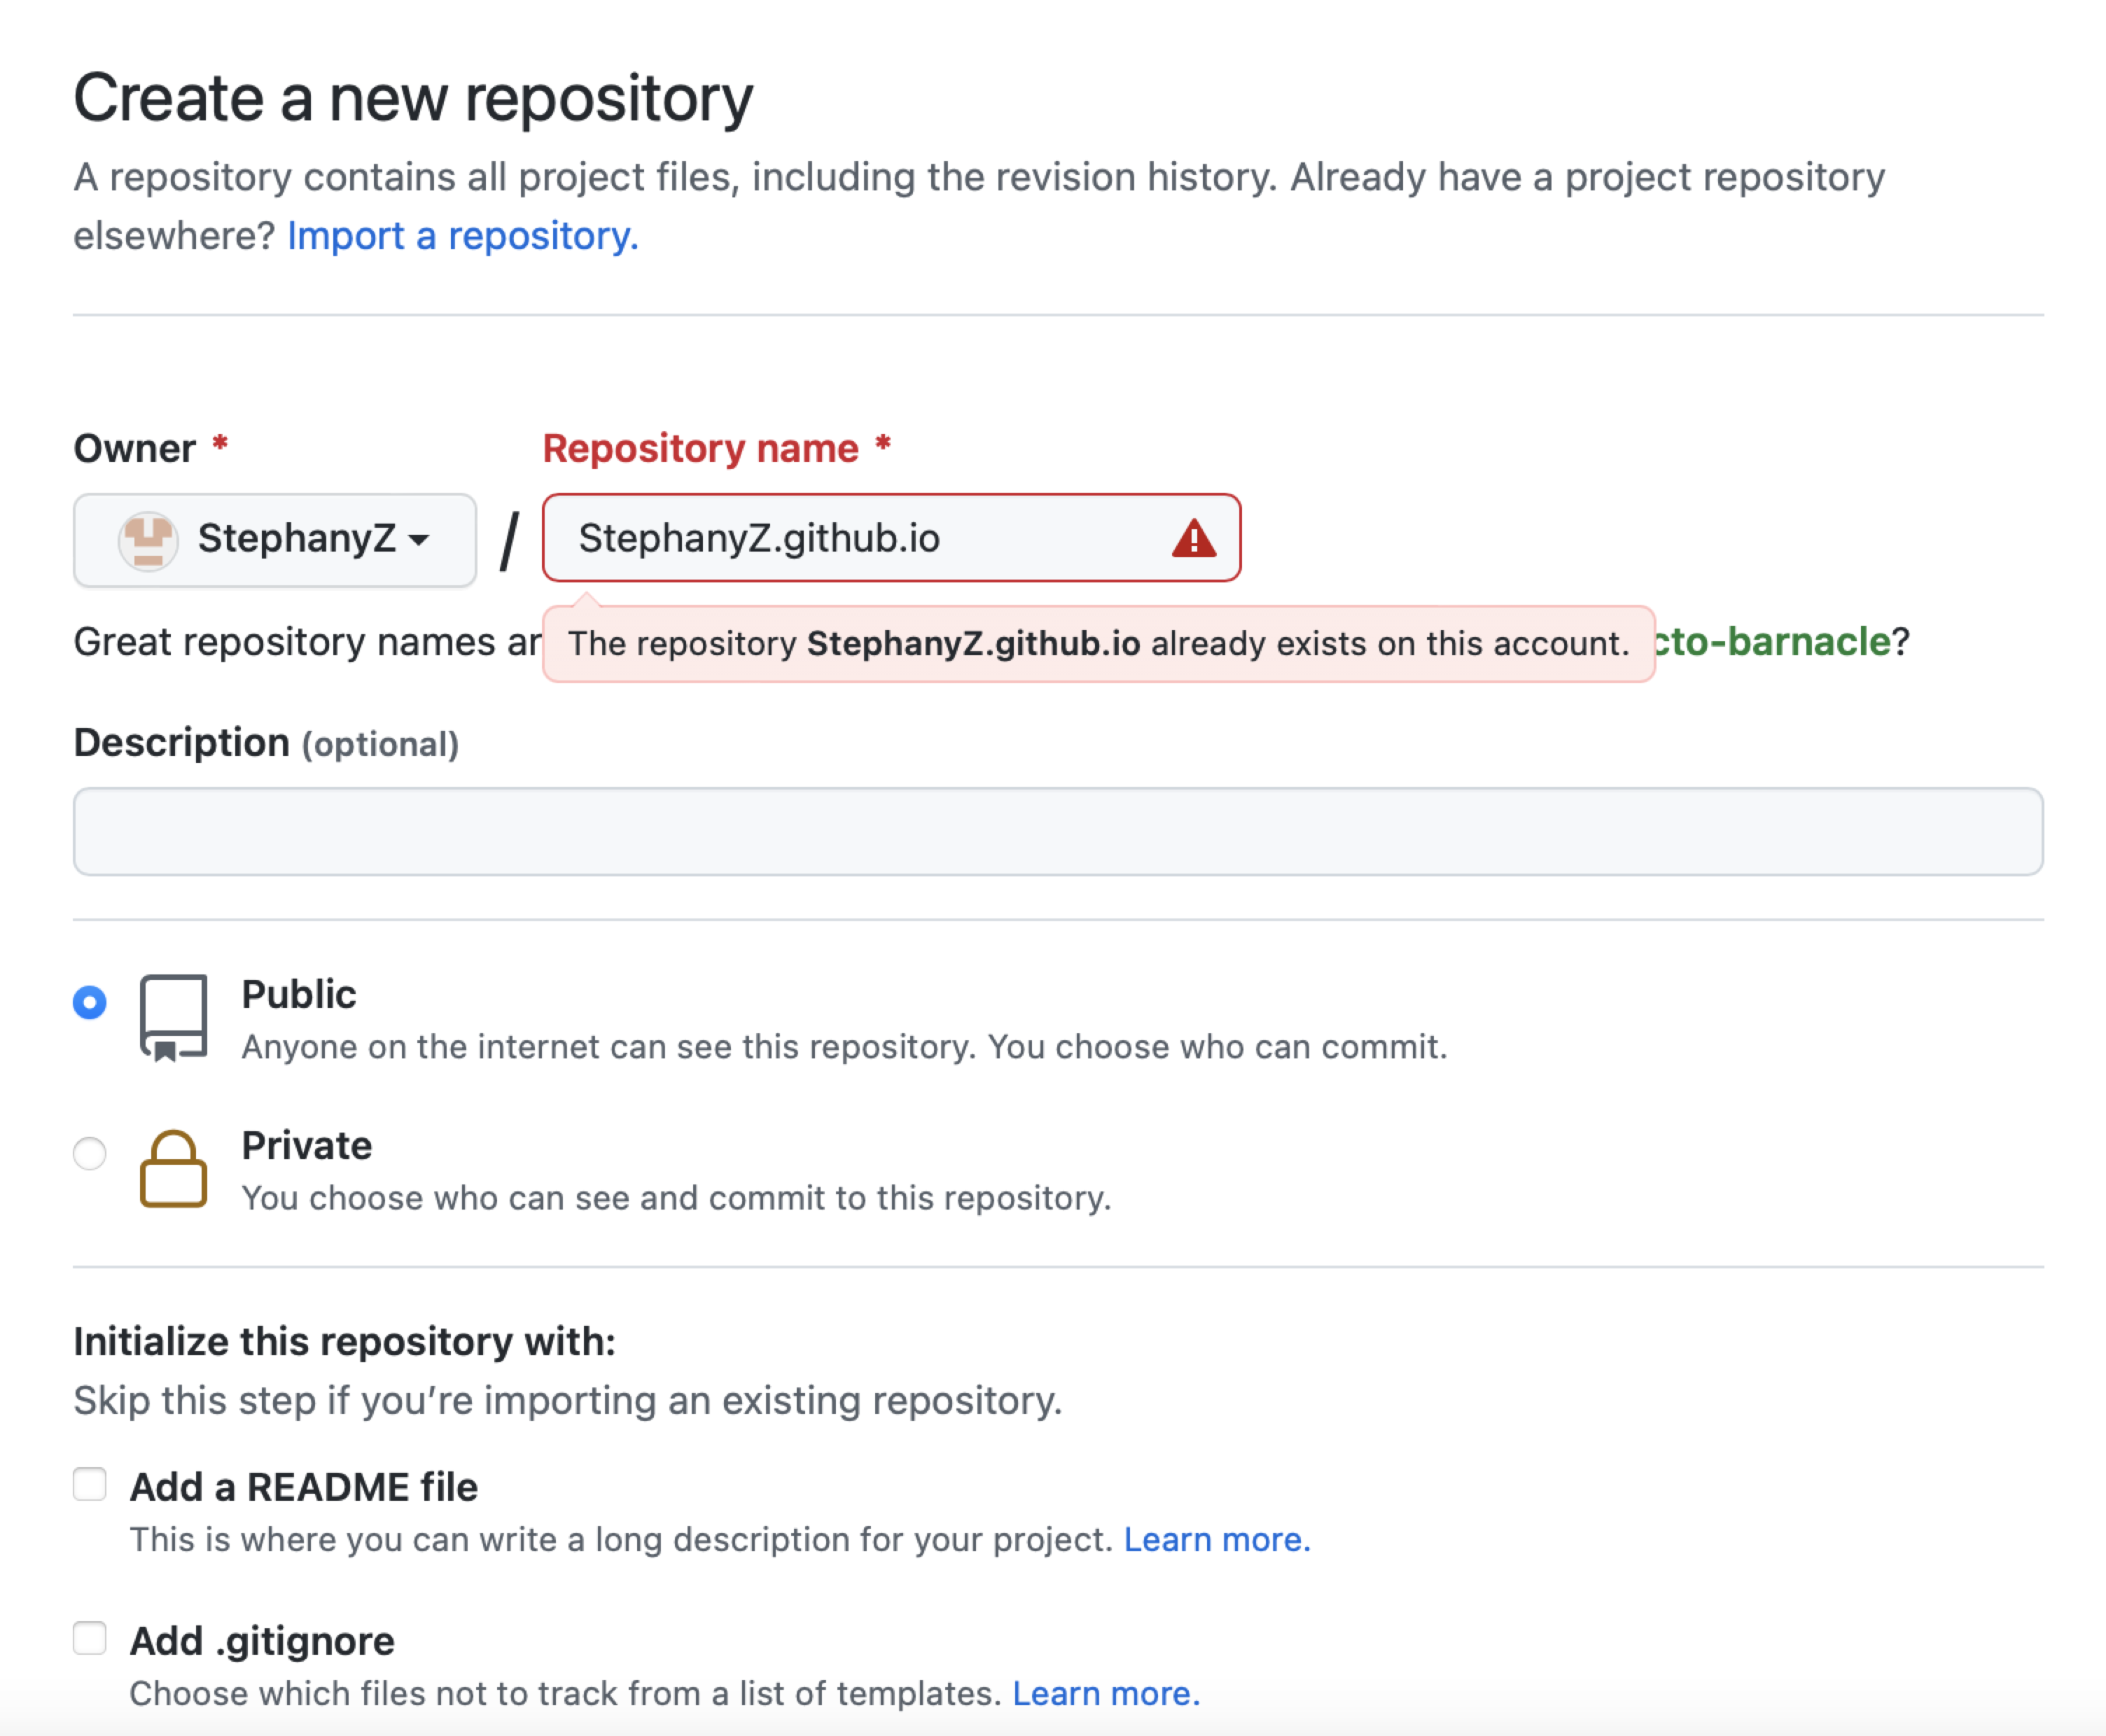 Create a new repository
A repository contains all project files, including the revision history. Already have a project repository
elsewhere? Import a repository.
Owner *
Repository name *
StephanyZ
/
StephanyZ.github.io
Great repository names
The repository StephanyZ.github.io already exists on this account.
cto-barnacle?
Description (optional)
Public
Anyone on the internet can see this repository. You choose who can commit.
Private
You choose who can see and commit to this repository.
Initialize this repository with:
Skip this step if you’re importing an existing repository.
Add a README file
This is where you can write a long description for your project. Learn more.
Add .gitignore
Choose which files not to track from a list of templates. Learn more.